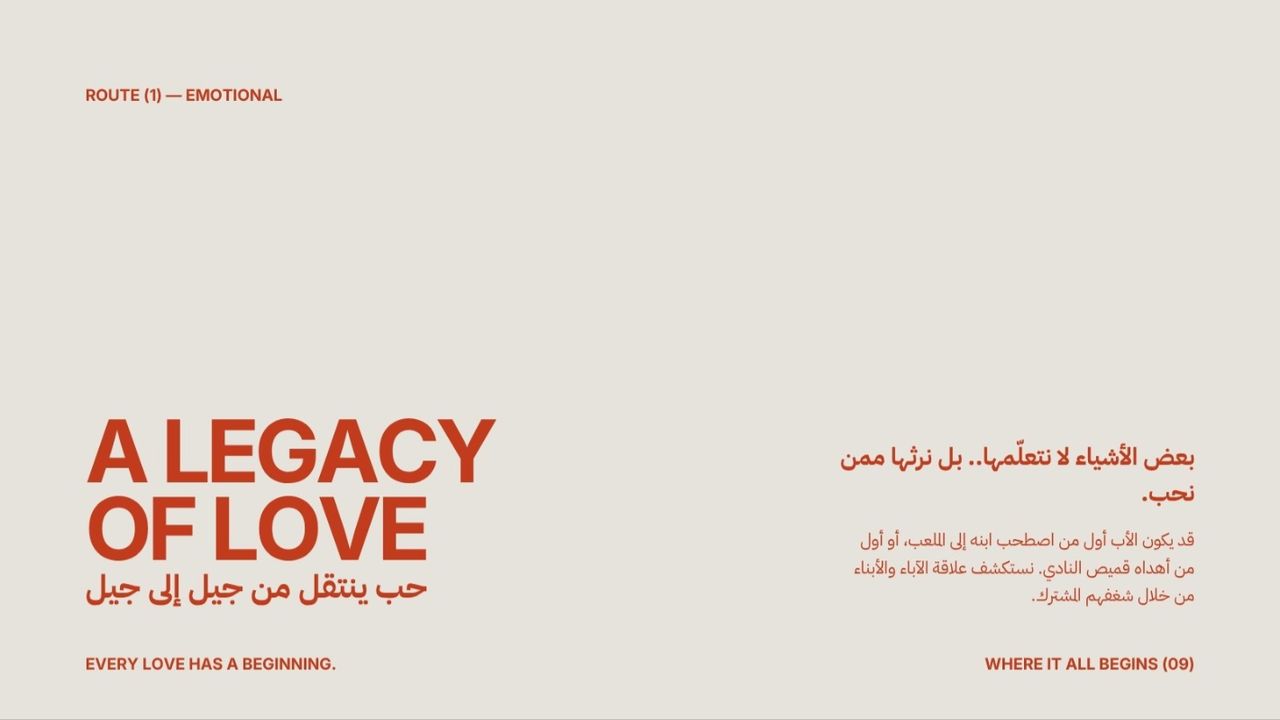 ROUTE (1) — EMOTIONAL
A LEGACY
OF LOVE
حب ينتقل من جيل إلى جيل
بعض الأشياء لا نتعلّمها.. بل نرثها ممن
نحب.
قد يكون الأب أول من اصطحب ابنه إلى الملعب، أو أول
من أهداه قميص النادي. نستكشف علاقة الآباء والأبناء
من خلال شغفهم المشترك.
EVERY LOVE HAS A BEGINNING.
WHERE IT ALL BEGINS (09)